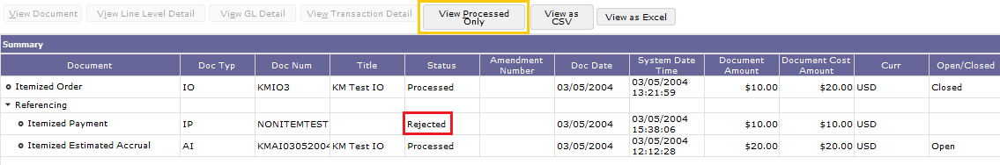 View Document View Line Level Detail View GL Detail View Transaction Detail View Processed Only View as CSV View as Excel
Summary
Document Doc Typ Doc Num Title Status Amendment Number Doc Date System Date Time Document Amount Document Cost Amount Curr Open/Closed
Itemized Order IO KMIO3 KM Test IO Processed 03/05/2004 03/05/2004 13:21:59 $10.00 $20.00 USD Closed
Referencing
Itemized Payment IP NONITEMTEST Rejected 03/05/2004 03/05/2004 15:38:06 $10.00 $10.00 USD
Itemized Estimated Accrual AI KMAI03052004 KM Test IO Processed 03/05/2004 03/05/2004 12:12:28 $20.00 $20.00 USD Open